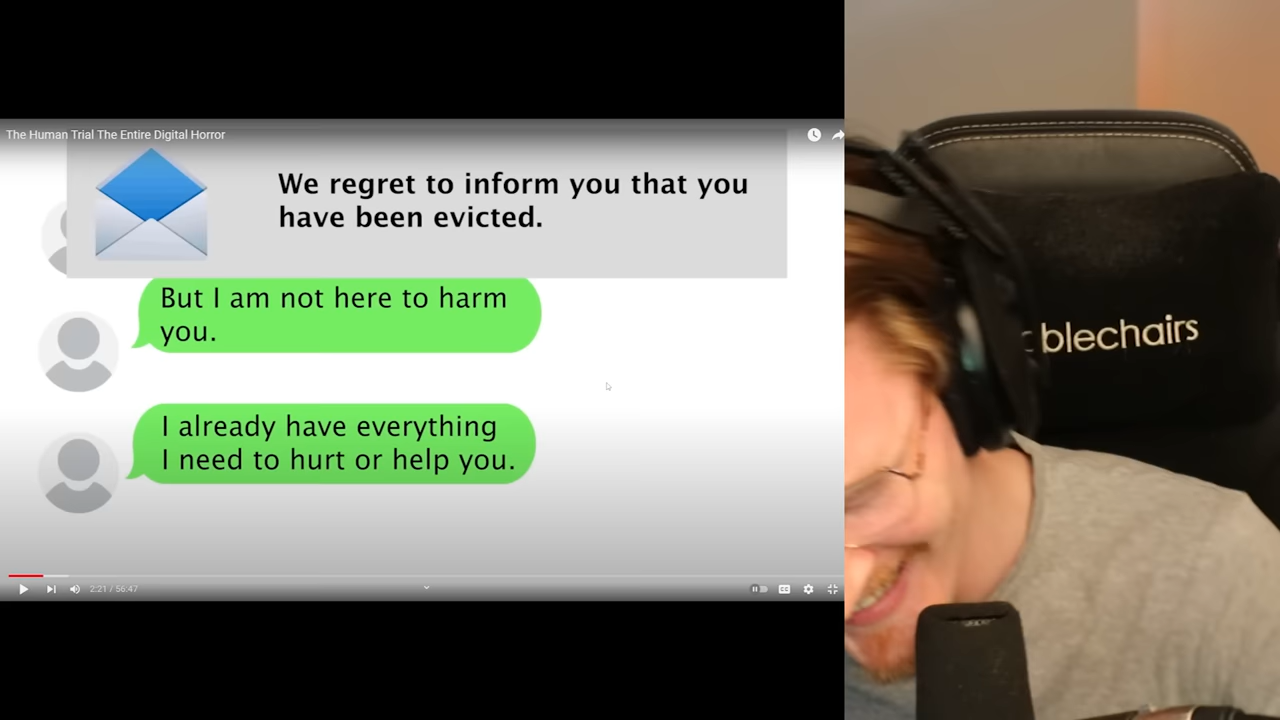 The Human Trial The Entire Digital Horror
We regret to inform you that you
have been evicted.
But I am not here to harm
you.
I already have everything
I need to hurt or help you.
2:21 / 56:47
blechairs